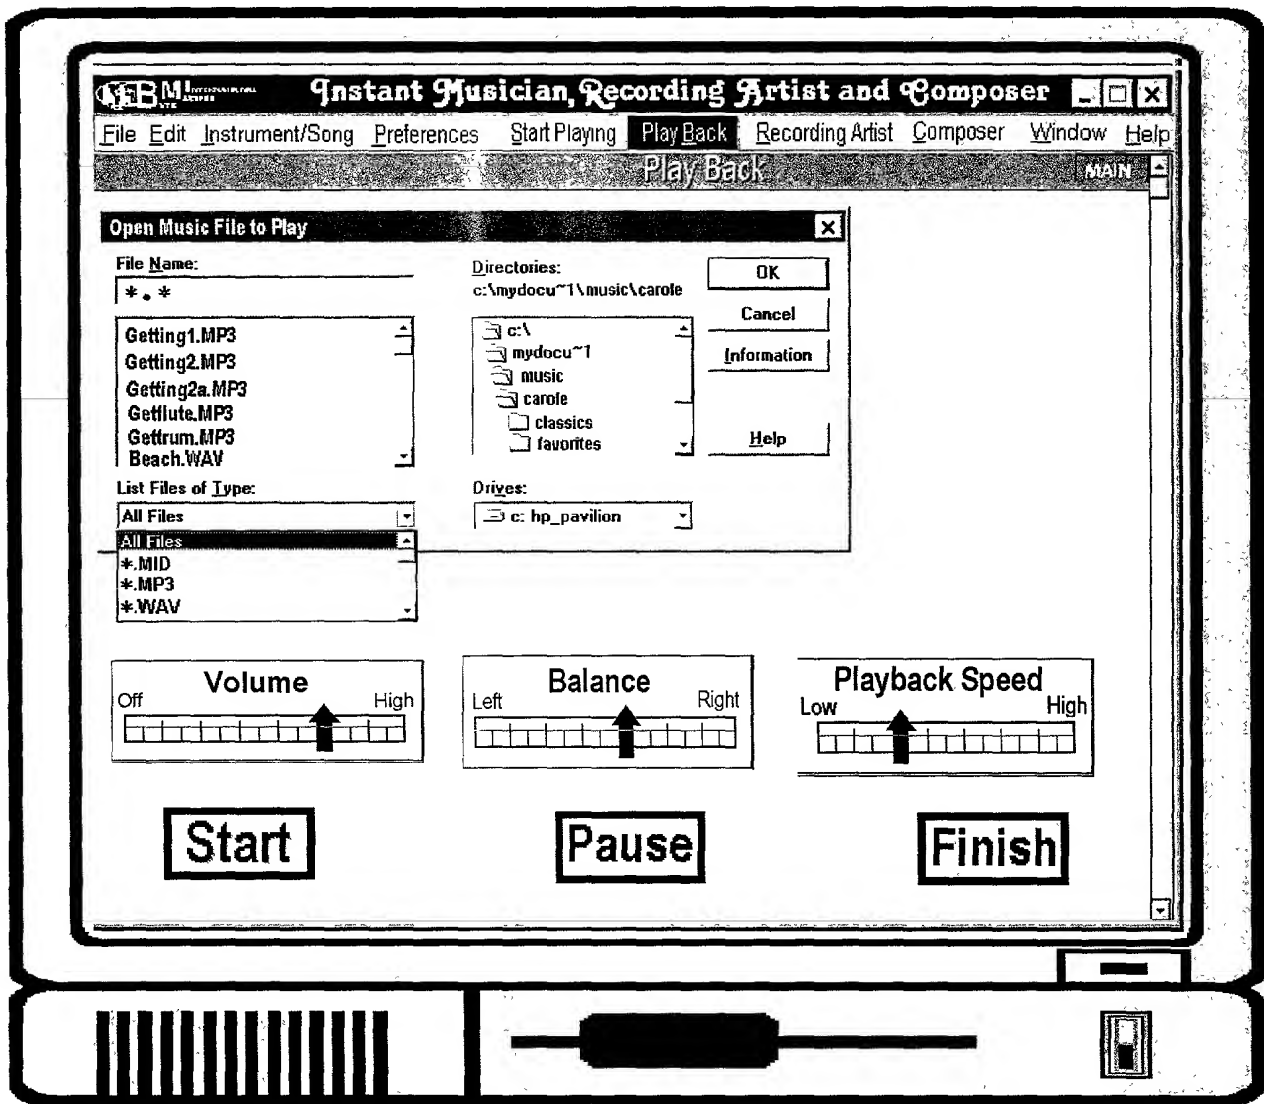 Instant Musician, Recording Artist and Composer
File Edit Instrument/Song Preferences Start Playing Play Back Recording Artist Composer Window Help
Play Back MAIN
Open Music File to Play
File Name:
*.*
Getting1.MP3
Getting2.MP3
Getting2a.MP3
Getflute.MP3
Gettrum.MP3
Beach.WAV
List Files of Type:
All Files
All Files
*.MID
*.MP3
*.WAV
Directories:
c:\mydocu~1\music\carole
c:\
mydocu~1
music
carole
classics
favorites
Drives:
c: hp_pavilion
OK
Cancel
Information
Help
Volume
Off High
Balance
Left Right
Playback Speed
Low High
Start
Pause
Finish